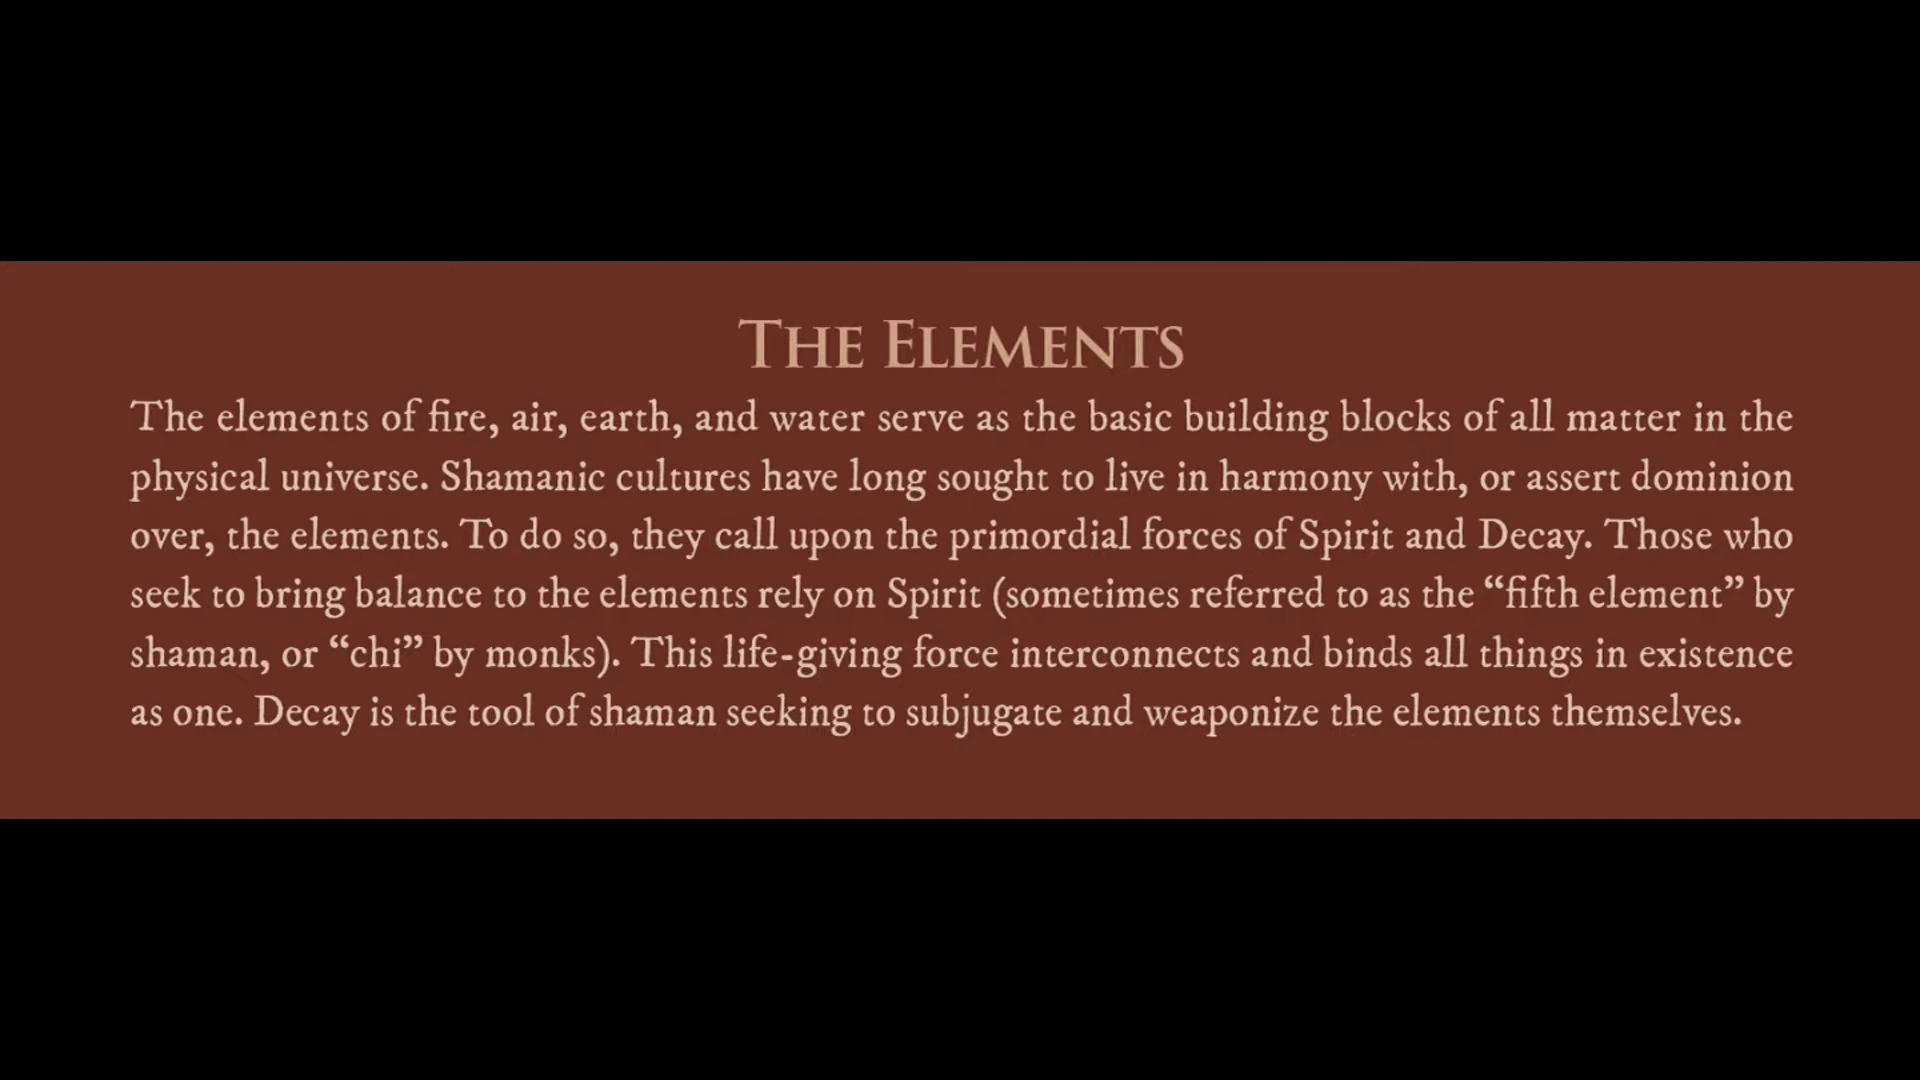 The Elements
The elements of fire, air, earth, and water serve as the basic building blocks of all matter in the
physical universe. Shamanic cultures have long sought to live in harmony with, or assert dominion
over, the elements. To do so, they call upon the primordial forces of Spirit and Decay. Those who
seek to bring balance to the elements rely on Spirit (sometimes referred to as the “fifth element” by
shaman, or “chi” by monks). This life-giving force interconnects and binds all things in existence
as one. Decay is the tool of shaman seeking to subjugate and weaponize the elements themselves.